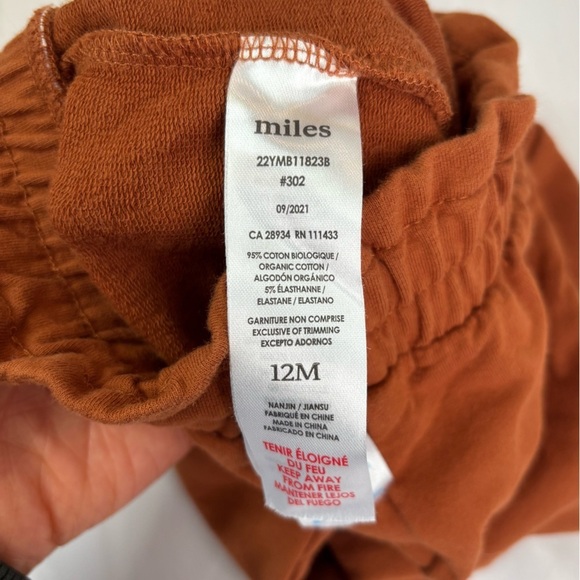 miles
22YMB11823B
#302
09/2021
CA 28934 RN 111433
95% COTON BIOLOGIQUE /
ORGANIC COTTON /
ALGODÓN ORGÁNICO
5% ÉLASTHANNE /
ELASTANE / ELASTANO
GARNITURE NON COMPRISE
EXCLUSIVE OF TRIMMING
EXCEPTO ADORNOS
12M
NANJIN / JIANSU
FABRIQUÉ EN CHINE
MADE IN CHINA
FABRICADO EN CHINA
TENIR ÉLOIGNÉ
DU FEU
KEEP AWAY
FROM FIRE
MANTENER LEJOS
DEL FUEGO